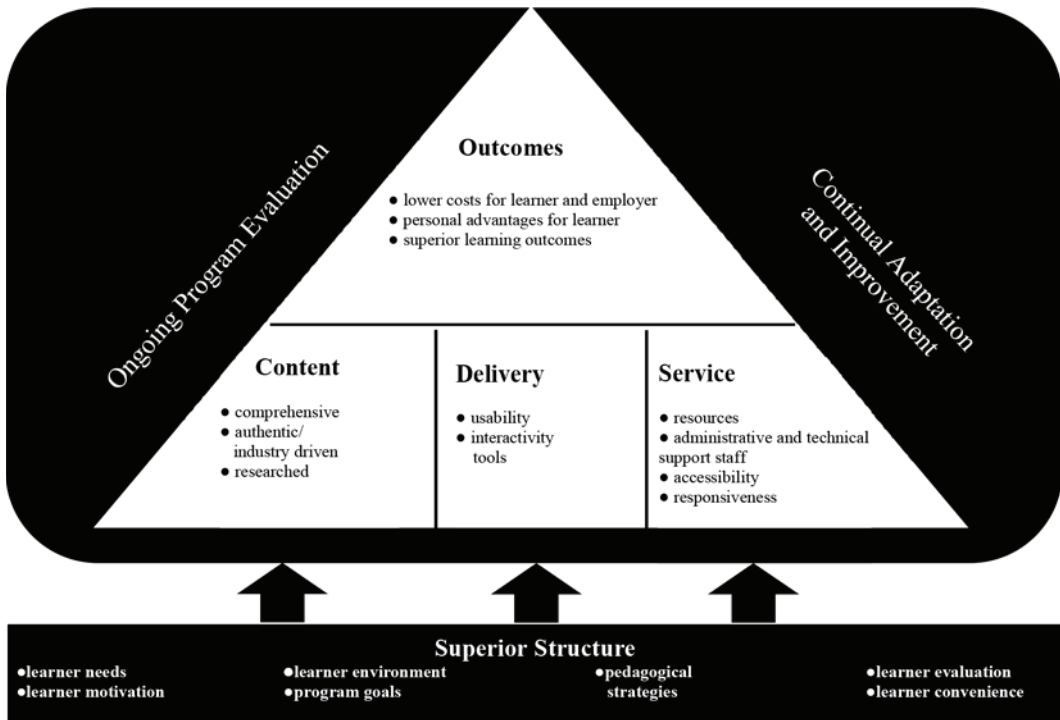 Outcomes
● lower costs for learner and employer
● personal advantages for learner
● superior learning outcomes
Ongoing Program Evaluation
Continual Adaptation
and Improvement
Content
● comprehensive
● authentic/
industry driven
● researched
Delivery
● usability
● interactivity
tools
Service
● resources
● administrative and technical
support staff
● accessibility
● responsiveness
Superior Structure
●learner needs
●learner motivation
●learner environment
●program goals
●pedagogical
strategies
●learner evaluation
●learner convenience